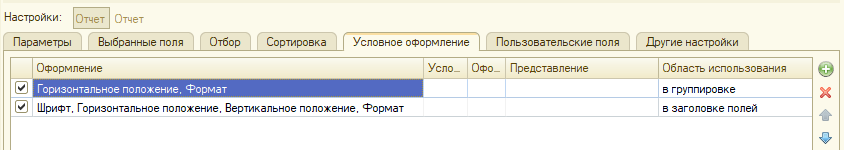 Настройки: Отчет Отчет
Параметры Выбранные поля Отбор Сортировка Условное оформление Пользовательские поля Другие настройки
Оформление Усло... Офо... Представление Область использования
Горизонтальное положение, Формат в группировке
Шрифт, Горизонтальное положение, Вертикальное положение, Формат в заголовке полей